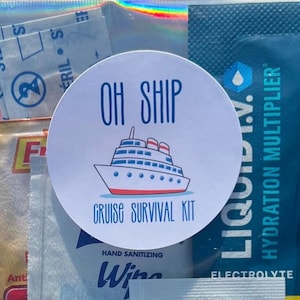 OH SHIP
CRUISE SURVIVAL KIT
LIQUID I.V.
HYDRATION MULTIPLIER
ELECTROLYTE
HAND SANITIZING
Wipe